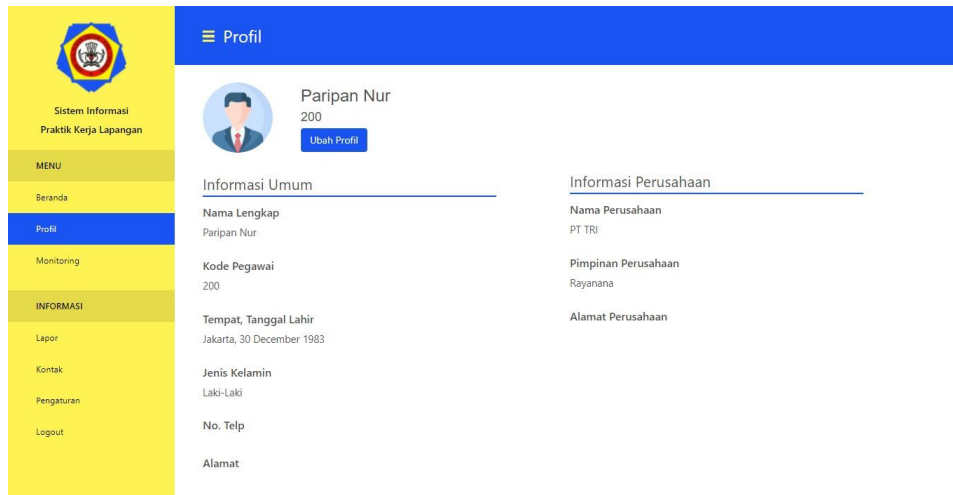 Sistem Informasi
Praktik Kerja Lapangan
MENU
Beranda
Profil
Monitoring
INFORMASI
Lapor
Kontak
Pengaturan
Logout
Profil
Paripan Nur
200
Ubah Profil
Informasi Umum
Nama Lengkap
Paripan Nur
Kode Pegawai
200
Tempat, Tanggal Lahir
Jakarta, 30 December 1983
Jenis Kelamin
Laki-Laki
No. Telp
Alamat
Informasi Perusahaan
Nama Perusahaan
PT TRI
Pimpinan Perusahaan
Rayanana
Alamat Perusahaan